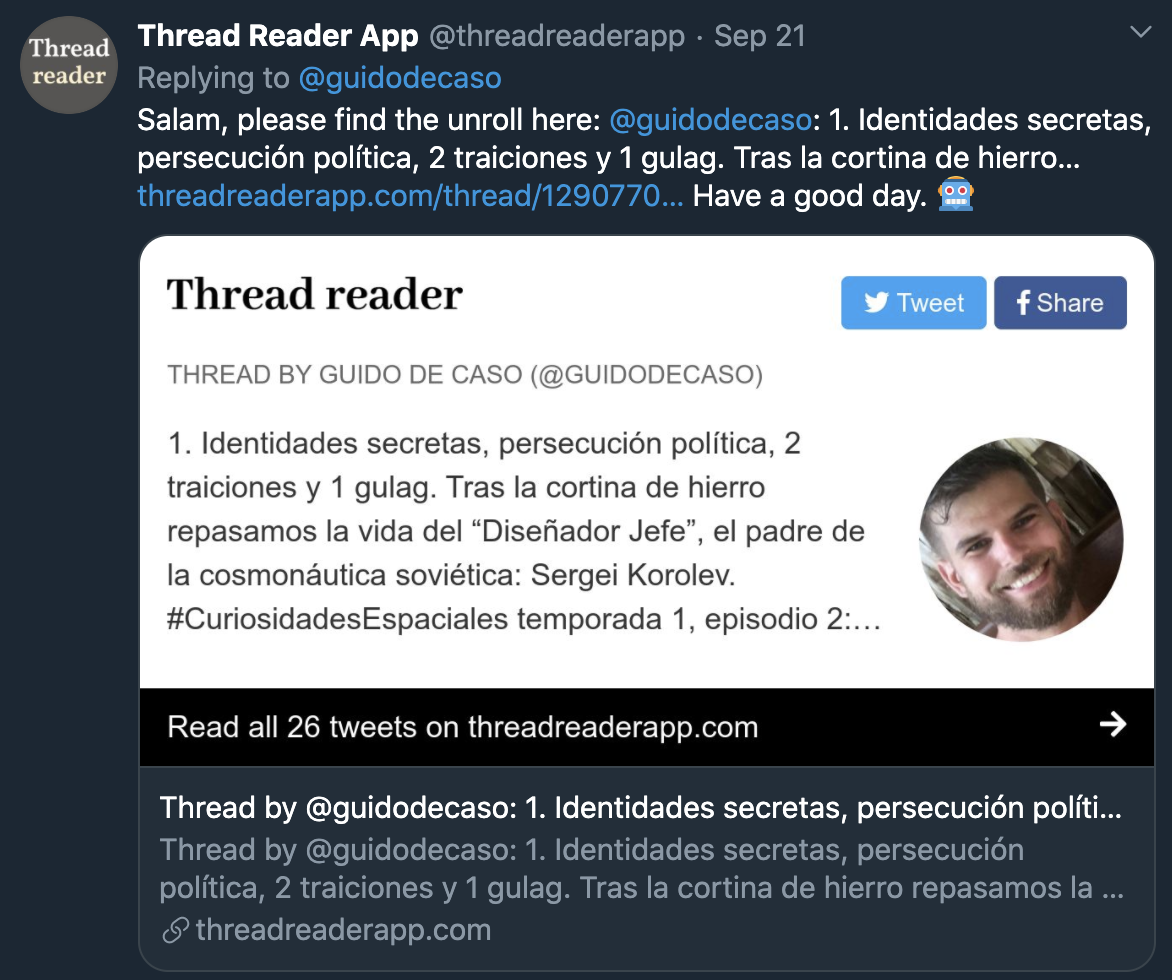 Thread
reader
Thread Reader App @threadreaderapp · Sep 21
Replying to @guidodecaso
Salam, please find the unroll here: @guidodecaso: 1. Identidades secretas,
persecución política, 2 traiciones y 1 gulag. Tras la cortina de hierro...
threadreaderapp.com/thread/1290770... Have a good day. 🤖
Thread reader
Tweet
Share
THREAD BY GUIDO DE CASO (@GUIDODECASO)
1. Identidades secretas, persecución política, 2
traiciones y 1 gulag. Tras la cortina de hierro
repasamos la vida del “Diseñador Jefe”, el padre de
la cosmonáutica soviética: Sergei Korolev.
#CuriosidadesEspaciales temporada 1, episodio 2:…
Read all 26 tweets on threadreaderapp.com
Thread by @guidodecaso: 1. Identidades secretas, persecución políti...
Thread by @guidodecaso: 1. Identidades secretas, persecución
política, 2 traiciones y 1 gulag. Tras la cortina de hierro repasamos la ...
threadreaderapp.com